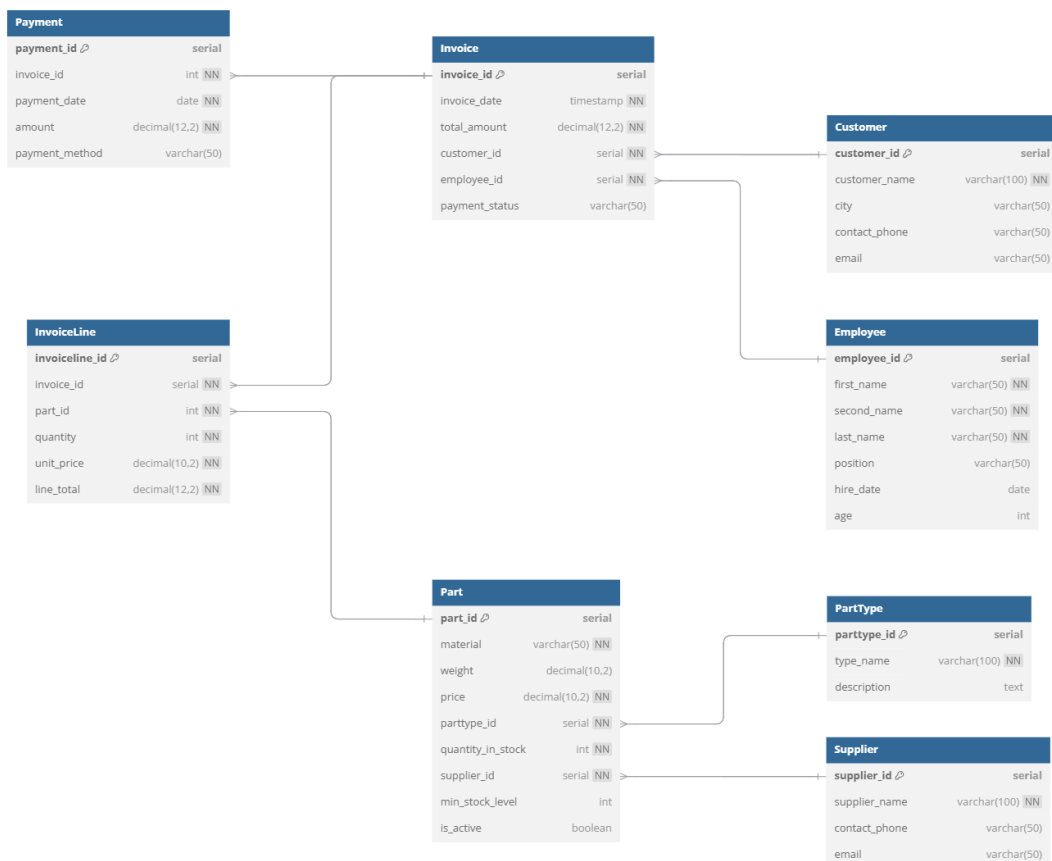 Payment
payment_id serial
invoice_id int NN
payment_date date NN
amount decimal(12,2) NN
payment_method varchar(50)
Invoice
invoice_id serial
invoice_date timestamp NN
total_amount decimal(12,2) NN
customer_id serial NN
employee_id serial NN
payment_status varchar(50)
Customer
customer_id serial
customer_name varchar(100) NN
city varchar(50)
contact_phone varchar(50)
email varchar(50)
InvoiceLine
invoiceline_id serial
invoice_id serial NN
part_id int NN
quantity int NN
unit_price decimal(10,2) NN
line_total decimal(12,2) NN
Employee
employee_id serial
first_name varchar(50) NN
second_name varchar(50) NN
last_name varchar(50) NN
position varchar(50)
hire_date date
age int
Part
part_id serial
material varchar(50) NN
weight decimal(10,2)
price decimal(10,2) NN
parttype_id serial NN
quantity_in_stock int NN
supplier_id serial NN
min_stock_level int
is_active boolean
PartType
parttype_id serial
type_name varchar(100) NN
description text
Supplier
supplier_id serial
supplier_name varchar(100) NN
contact_phone varchar(50)
email varchar(50)